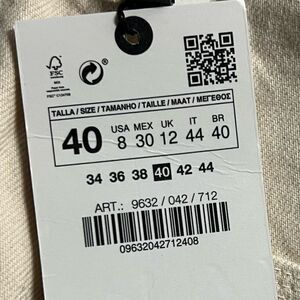 FSC
MIX
TALLA / SIZE / TAMANHO / TAILLE / MAAT / ΜΕΓΕΘΟΣ
40
USA MEX UK IT BR
8 30 12 44 40
34 36 38 40 42 44
ART.: 9632 / 042 / 712
09632042712408